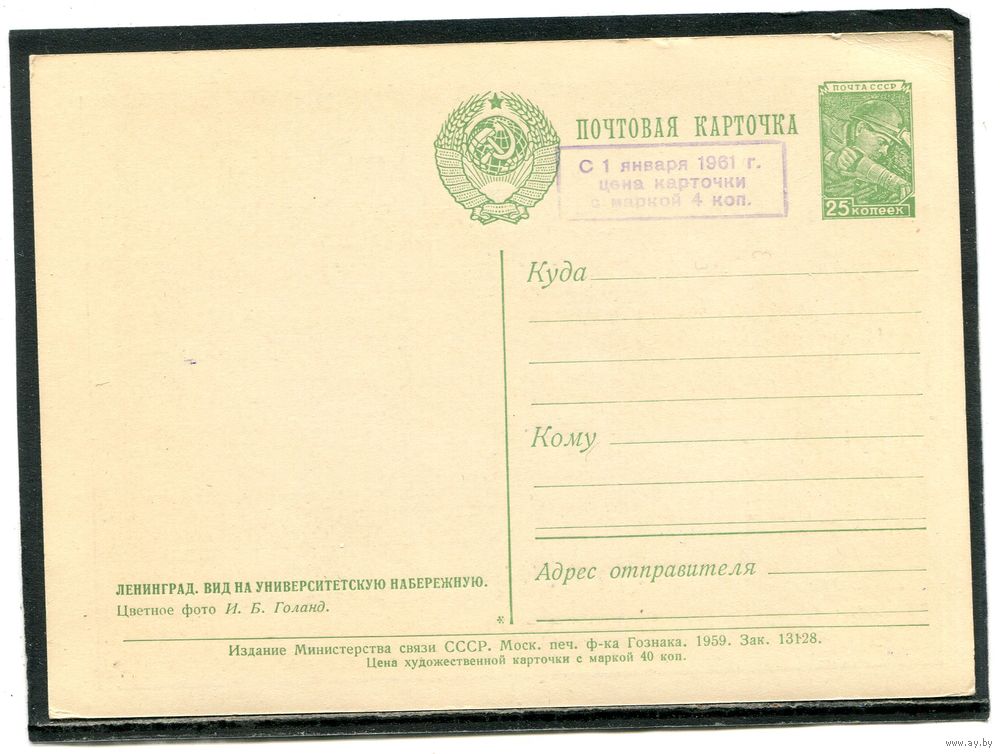 ПОЧТА СССР
ПОЧТОВАЯ КАРТОЧКА
С 1 января 1961 г.
цена карточки
с маркой 4 коп.
25 копеек
Куда
Кому
Адрес отправителя
ЛЕНИНГРАД. ВИД НА УНИВЕРСИТЕТСКУЮ НАБЕРЕЖНУЮ.
Цветное фото И. Б. Голанд.
Издание Министерства связи СССР. Моск. печ. ф-ка Гознака. 1959. Зак. 13128.
Цена художественной карточки с маркой 40 коп.
www.ay.by